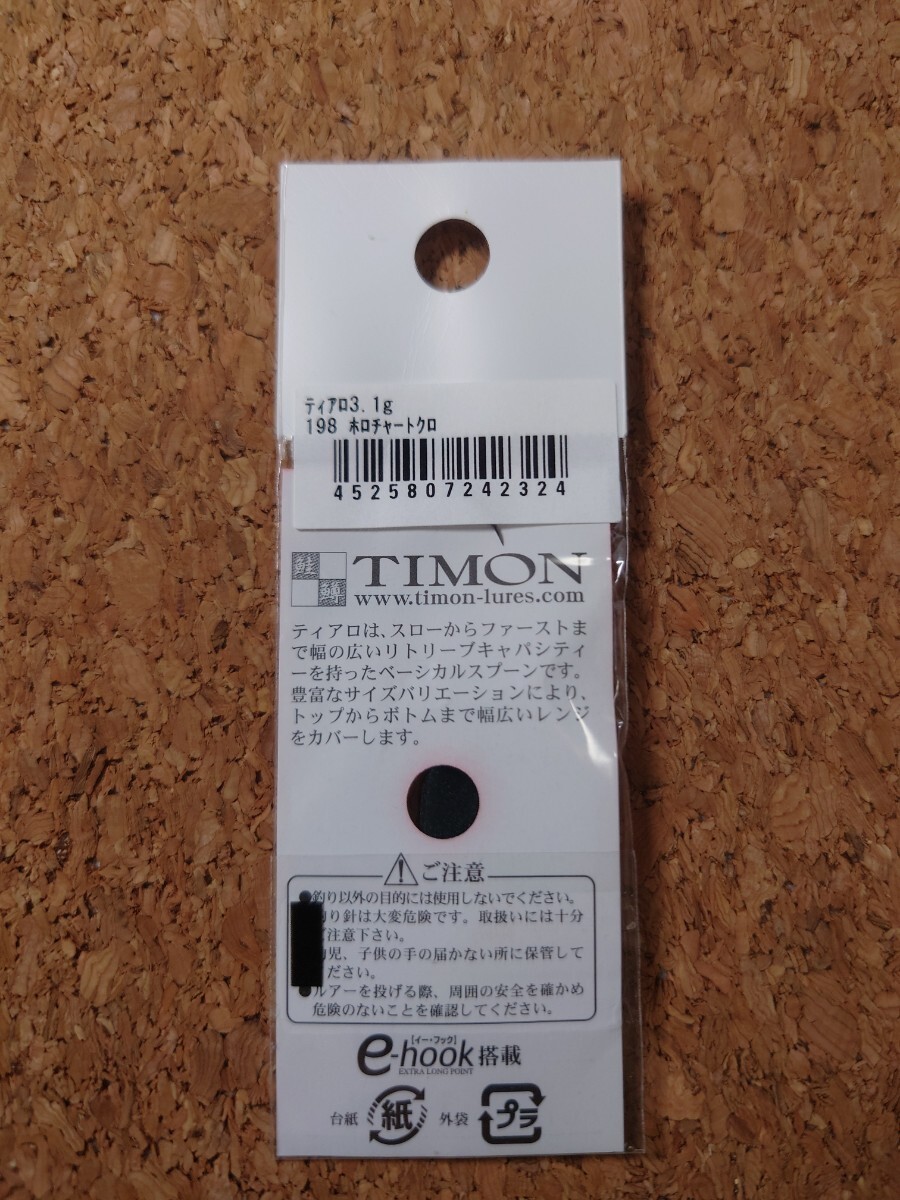 ティアロ3.1g
198 ホロチャートクロ
4525807242324
鮭鱒
TIMON
www.timon-lures.com
ティアロは、スローからファーストま
で幅の広いリトリーブキャパシティ
ーを持ったベーシカルスプーンです。
豊富なサイズバリエーションにより、
トップからボトムまで幅広いレンジ
をカバーします。
ご注意
●釣り以外の目的には使用しないでください。
り針は大変危険です。取扱いには十分
ご注意下さい。
児、子供の手の届かない所に保管して
ださい。
●ルアーを投げる際、周囲の安全を確かめ
危険のないことを確認してください。
[イー・フック]
e-hook搭載
EXTRA LONG POINT
台紙 紙 外袋 プラ